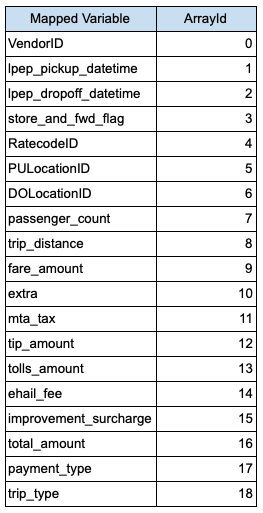 Mapped Variable ArrayId
VendorID 0
lpep_pickup_datetime 1
lpep_dropoff_datetime 2
store_and_fwd_flag 3
RatecodeID 4
PULocationID 5
DOLocationID 6
passenger_count 7
trip_distance 8
fare_amount 9
extra 10
mta_tax 11
tip_amount 12
tolls_amount 13
ehail_fee 14
improvement_surcharge 15
total_amount 16
payment_type 17
trip_type 18